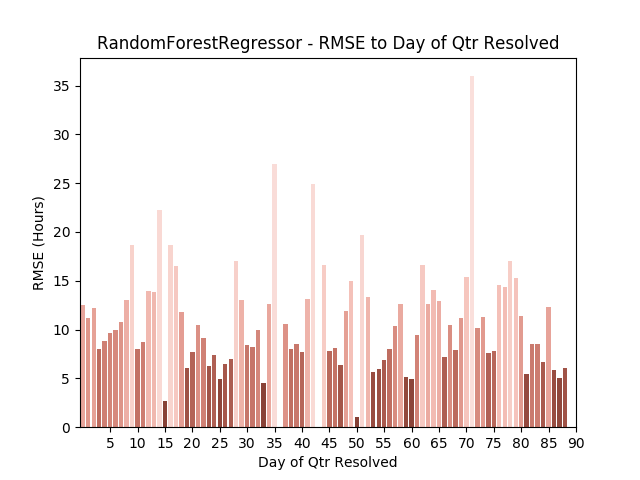 RandomForestRegressor - RMSE to Day of Qtr Resolved
35
30
25
20
15
10
5
0
RMSE (Hours)
5 10 15 20 25 30 35 40 45 50 55 60 65 70 75 80 85 90
Day of Qtr Resolved